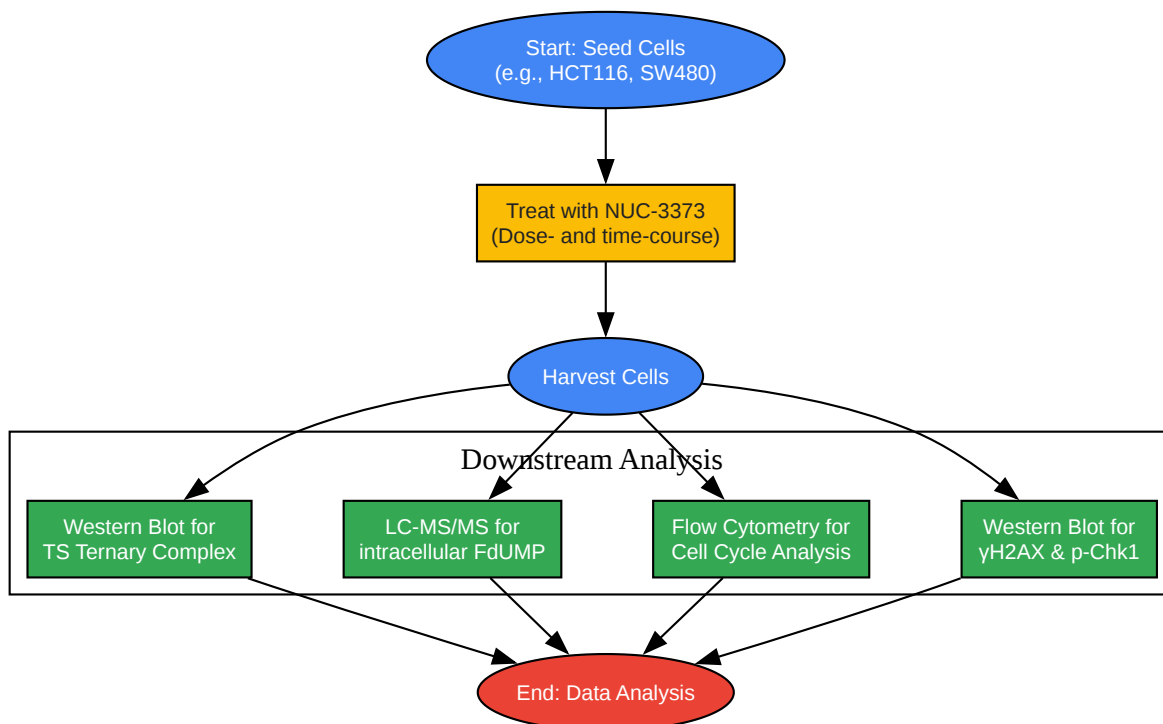 Start: Seed Cells
(e.g., HCT116, SW480)
Treat with NUC-3373
(Dose- and time-course)
Harvest Cells
Downstream Analysis
Western Blot for
TS Ternary Complex
LC-MS/MS for
intracellular FdUMP
Flow Cytometry for
Cell Cycle Analysis
Western Blot for
γH2AX & p-Chk1
End: Data Analysis